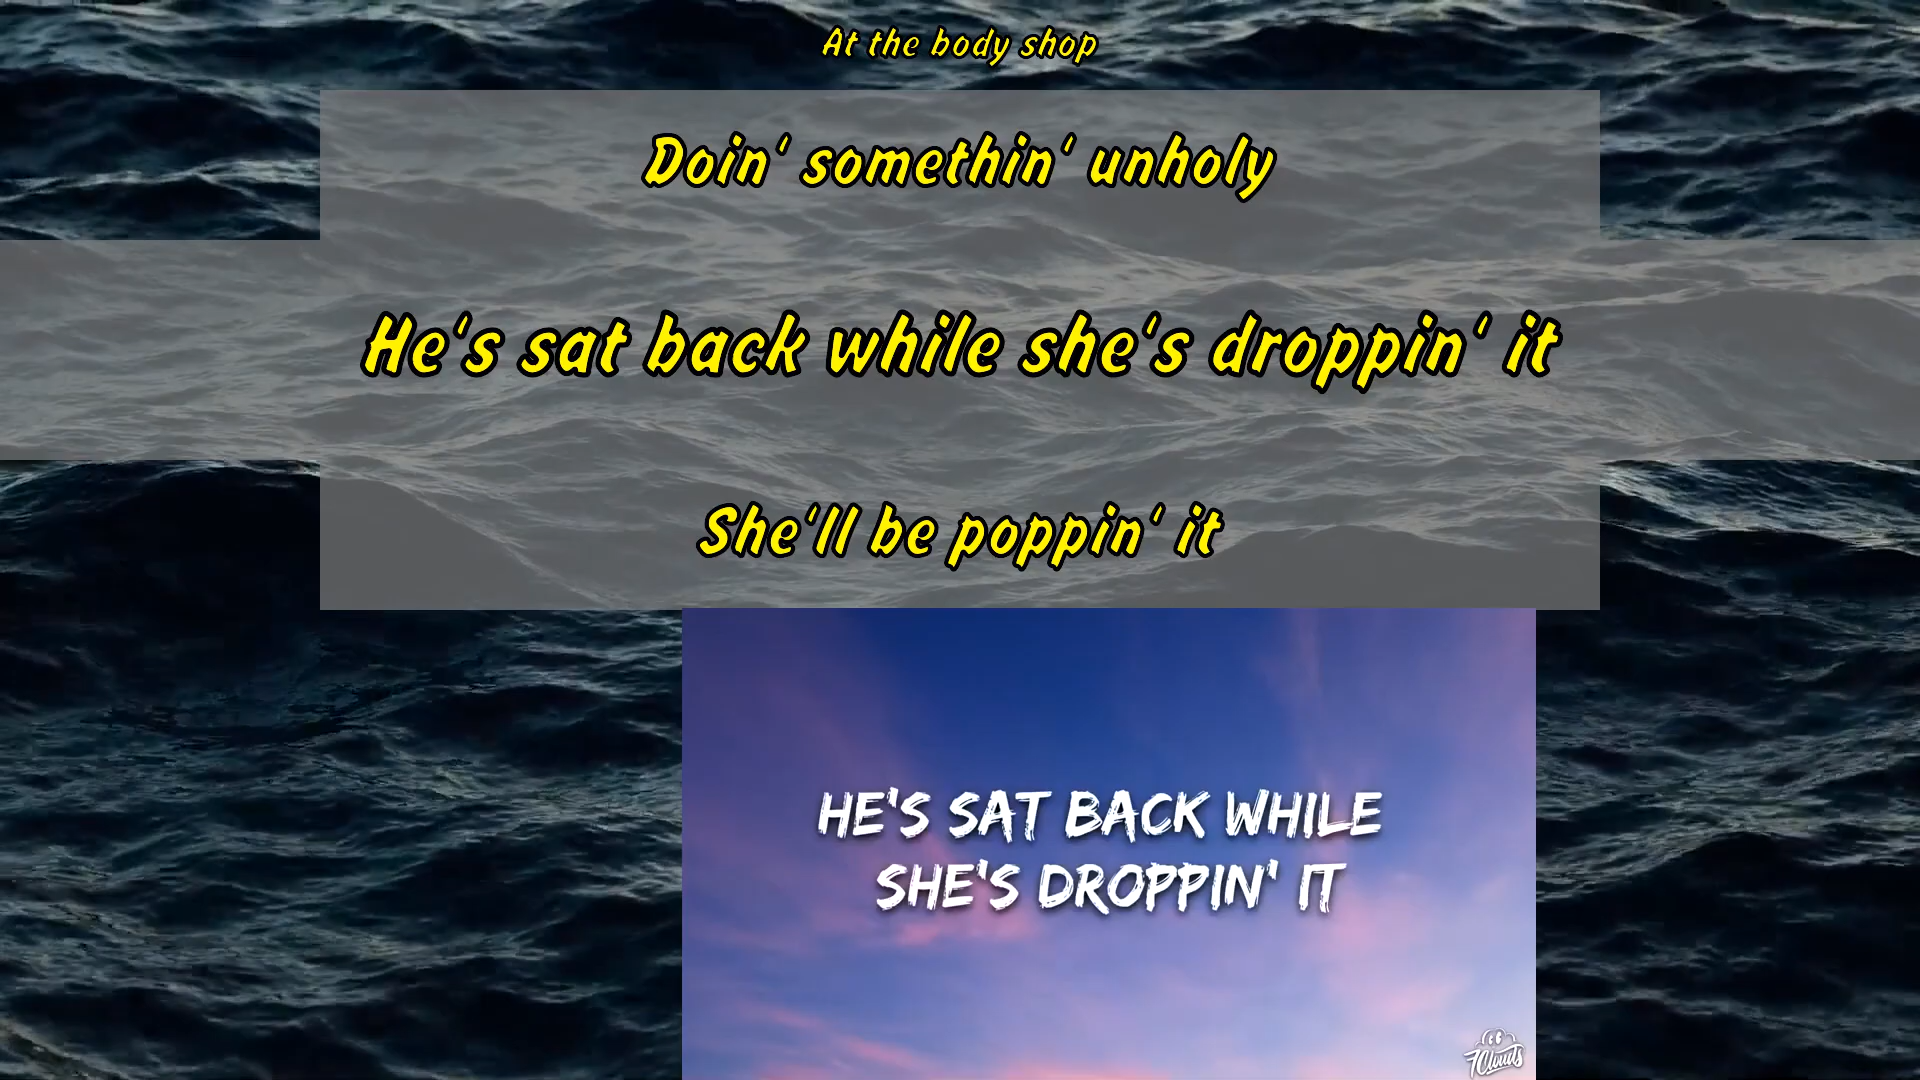 At the body shop
Doin' somethin' unholy
He's sat back while she's droppin' it
She'll be poppin' it
HE'S SAT BACK WHILE
SHE'S DROPPIN' IT
7Clouds